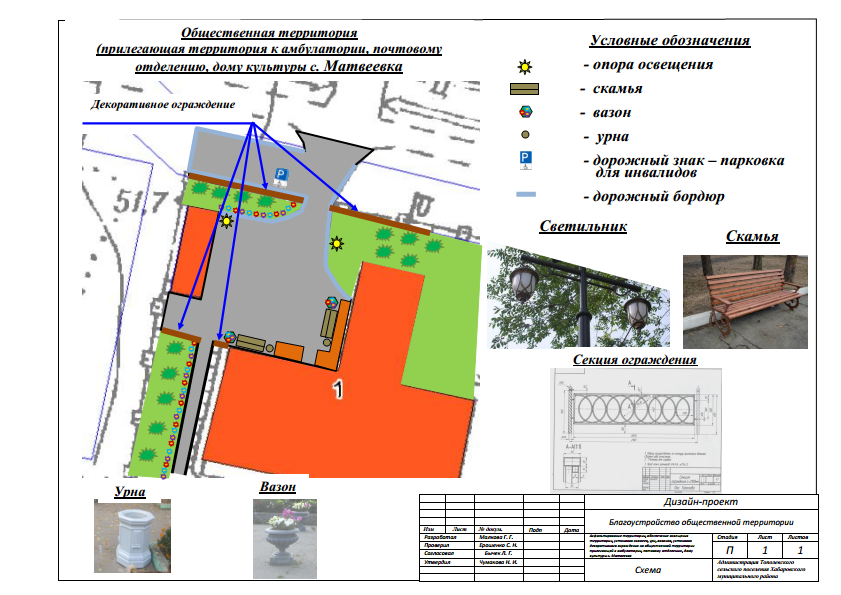 Общественная территория
(прилегающая территория к амбулатории, почтовому
отделению, дому культуры с. Матвеевка
Декоративное ограждение
Условные обозначения
- опора освещения
- скамья
- вазон
- урна
- дорожный знак – парковка
для инвалидов
- дорожный бордюр
51,7
P
1
Светильник
Скамья
Секция ограждения
Урна
Вазон
Дизайн-проект
Благоустройство общественной территории
Изм Лист № докум. Подп Дата
Разработал Малкова Г. Г.
Проверил Ерошенко С. Н.
Согласовал Бычек Л. Г.
Утвердил Чумакова Н. И.
Стадия Лист Листов
П 1 1
Схема
Администрация Тополевского
сельского поселения Хабаровского
муниципального района